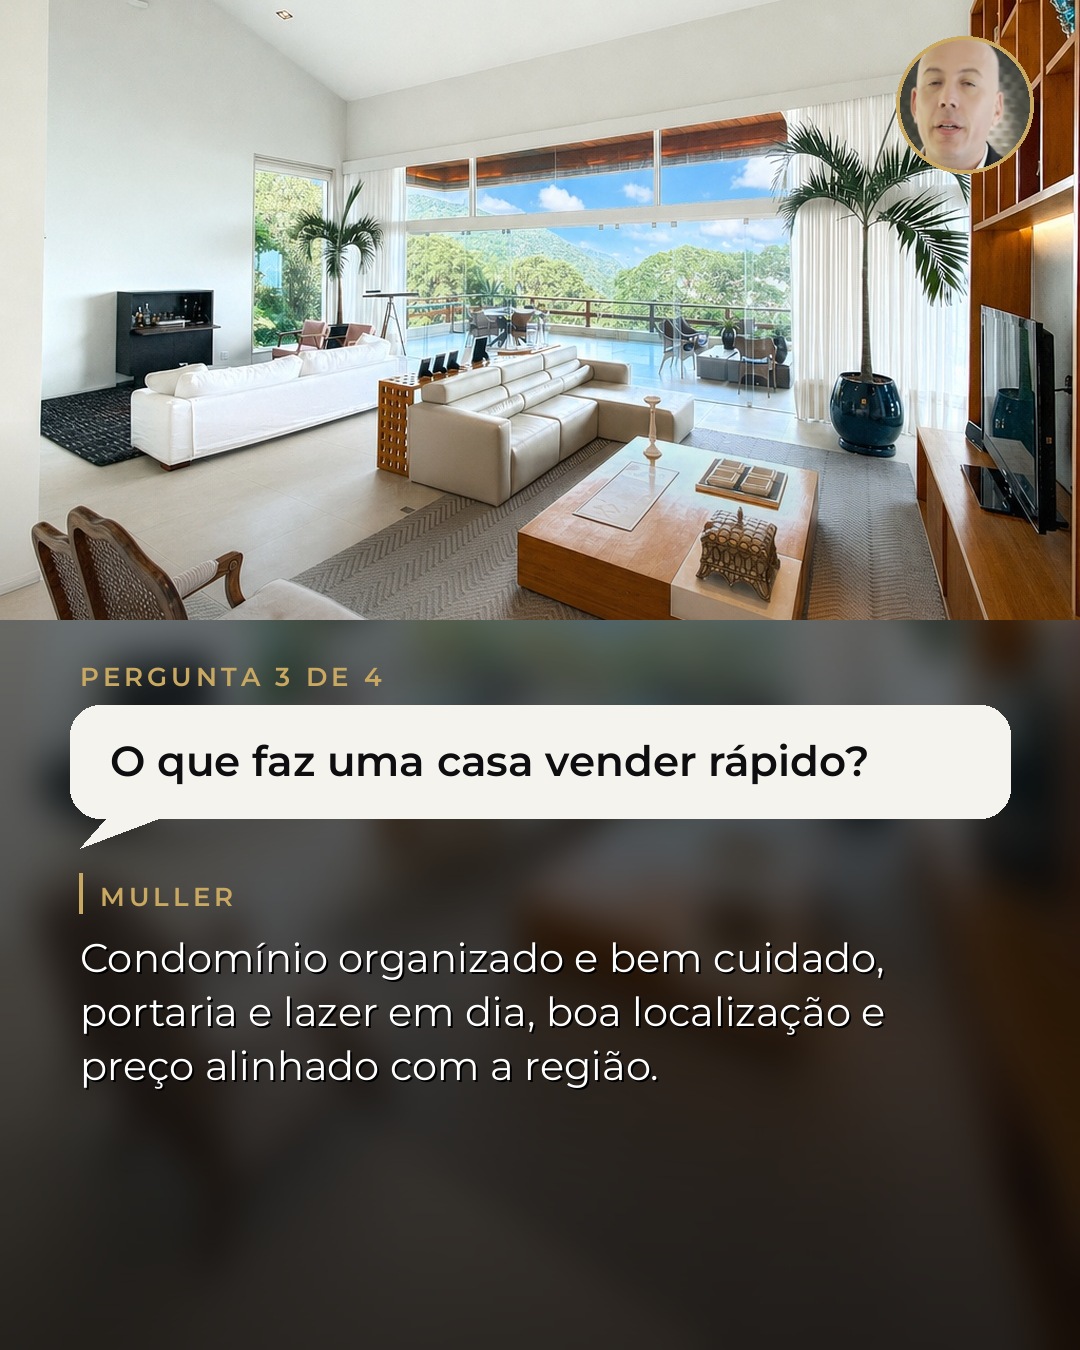 PERGUNTA 3 DE 4
O que faz uma casa vender rápido?
MULLER
Condomínio organizado e bem cuidado,
portaria e lazer em dia, boa localização e
preço alinhado com a região.